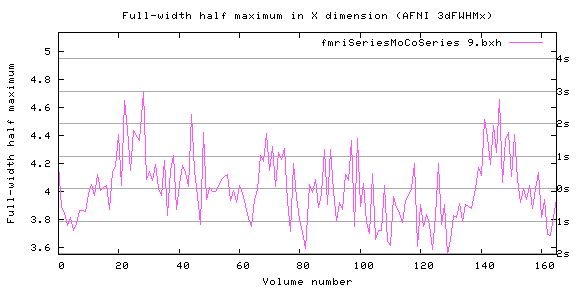 Full-width half maximum in X dimension (AFNI 3dFWHMx)
fmriSeriesMoCoSeries 9.bxh
Full-width half maximum
5
4.8
4.6
4.4
4.2
4
3.8
3.6
4s
3s
2s
1s
0s
1s
2s
0 20 40 60 80 100 120 140 160
Volume number